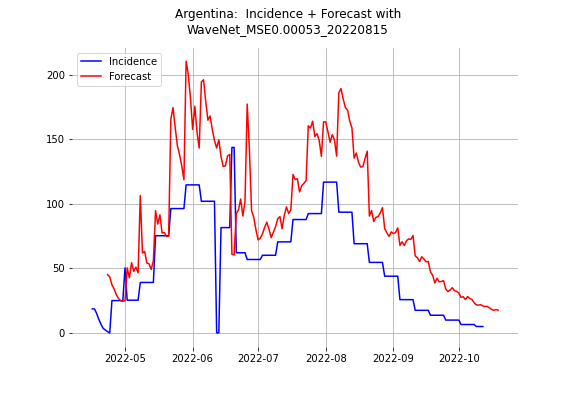 Argentina:  Incidence + Forecast with
WaveNet_MSE0.00053_20220815
Incidence
Forecast
200
150
100
50
0
2022-05 2022-06 2022-07 2022-08 2022-09 2022-10